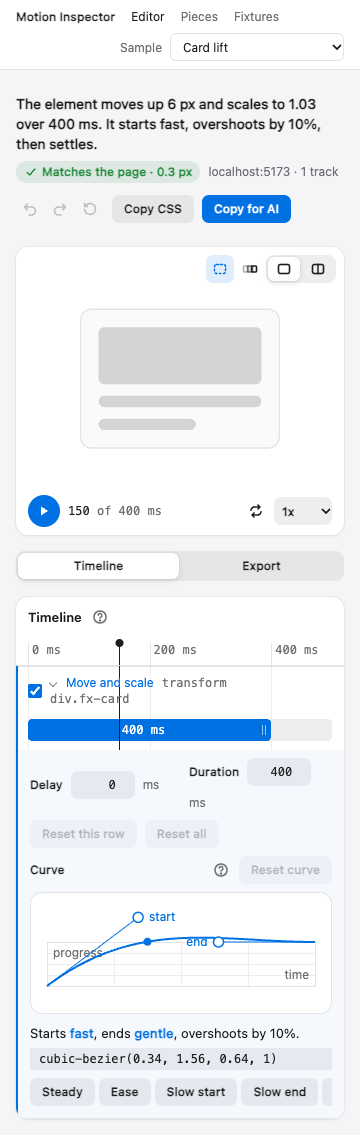 Motion Inspector Editor Pieces Fixtures
Sample Card lift
The element moves up 6 px and scales to 1.03
over 400 ms. It starts fast, overshoots by 10%,
then settles.
Matches the page · 0.3 px localhost:5173 · 1 track
Copy CSS Copy for AI
150 of 400 ms 1x
Timeline Export
Timeline
0 ms 200 ms 400 ms
Move and scale transform
div.fx-card
400 ms
Delay 0 ms Duration 400
ms
Reset this row Reset all
Curve Reset curve
start
end
progress
time
Starts fast, ends gentle, overshoots by 10%.
cubic-bezier(0.34, 1.56, 0.64, 1)
Steady Ease Slow start Slow end